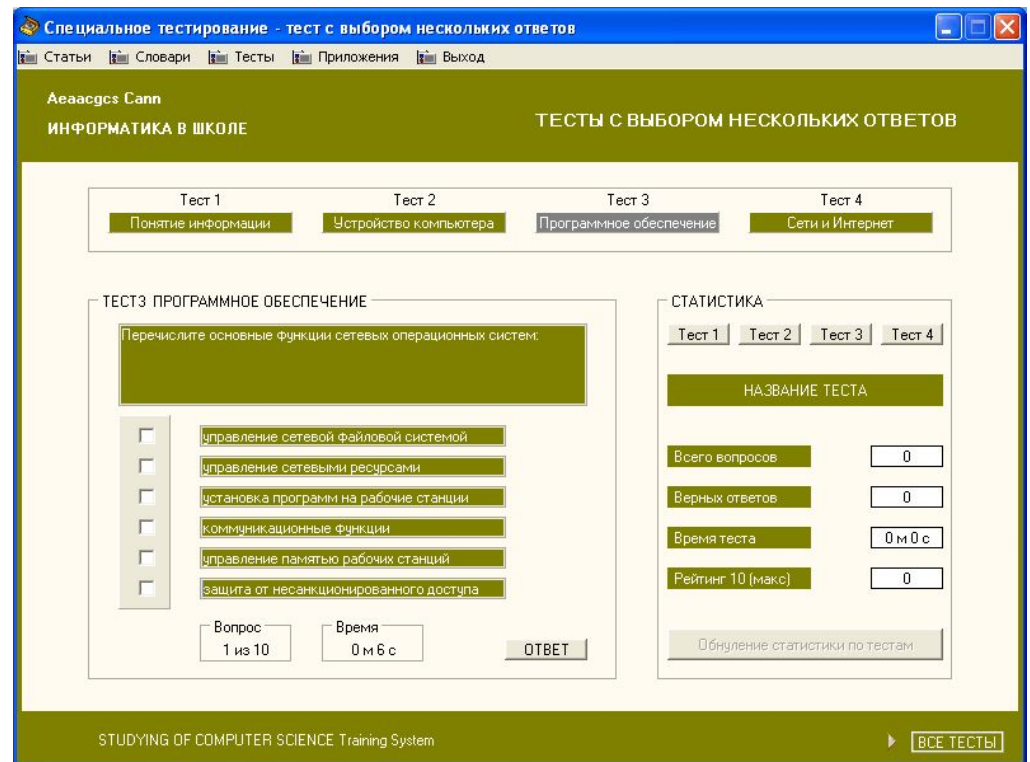 Специальное тестирование - тест с выбором нескольких ответов
Статьи Словари Тесты Приложения Выход
Aeaacgcs Cann
ИНФОРМАТИКА В ШКОЛЕ
ТЕСТЫ С ВЫБОРОМ НЕСКОЛЬКИХ ОТВЕТОВ
Тест 1 Тест 2 Тест 3 Тест 4
Понятие информации Устройство компьютера Программное обеспечение Сети и Интернет
ТЕСТ3 ПРОГРАММНОЕ ОБЕСПЕЧЕНИЕ
Перечислите основные функции сетевых операционных систем:
управление сетевой файловой системой
управление сетевыми ресурсами
установка программ на рабочие станции
коммуникационные функции
управление памятью рабочих станций
защита от несанкционированного доступа
Вопрос Время
1 из 10 0 м 6 с ОТВЕТ
СТАТИСТИКА
Тест 1 Тест 2 Тест 3 Тест 4
НАЗВАНИЕ ТЕСТА
Всего вопросов 0
Верных ответов 0
Время теста 0 м 0 с
Рейтинг 10 (макс) 0
Обнуление статистики по тестам
STUDYING OF COMPUTER SCIENCE Training System
ВСЕ ТЕСТЫ